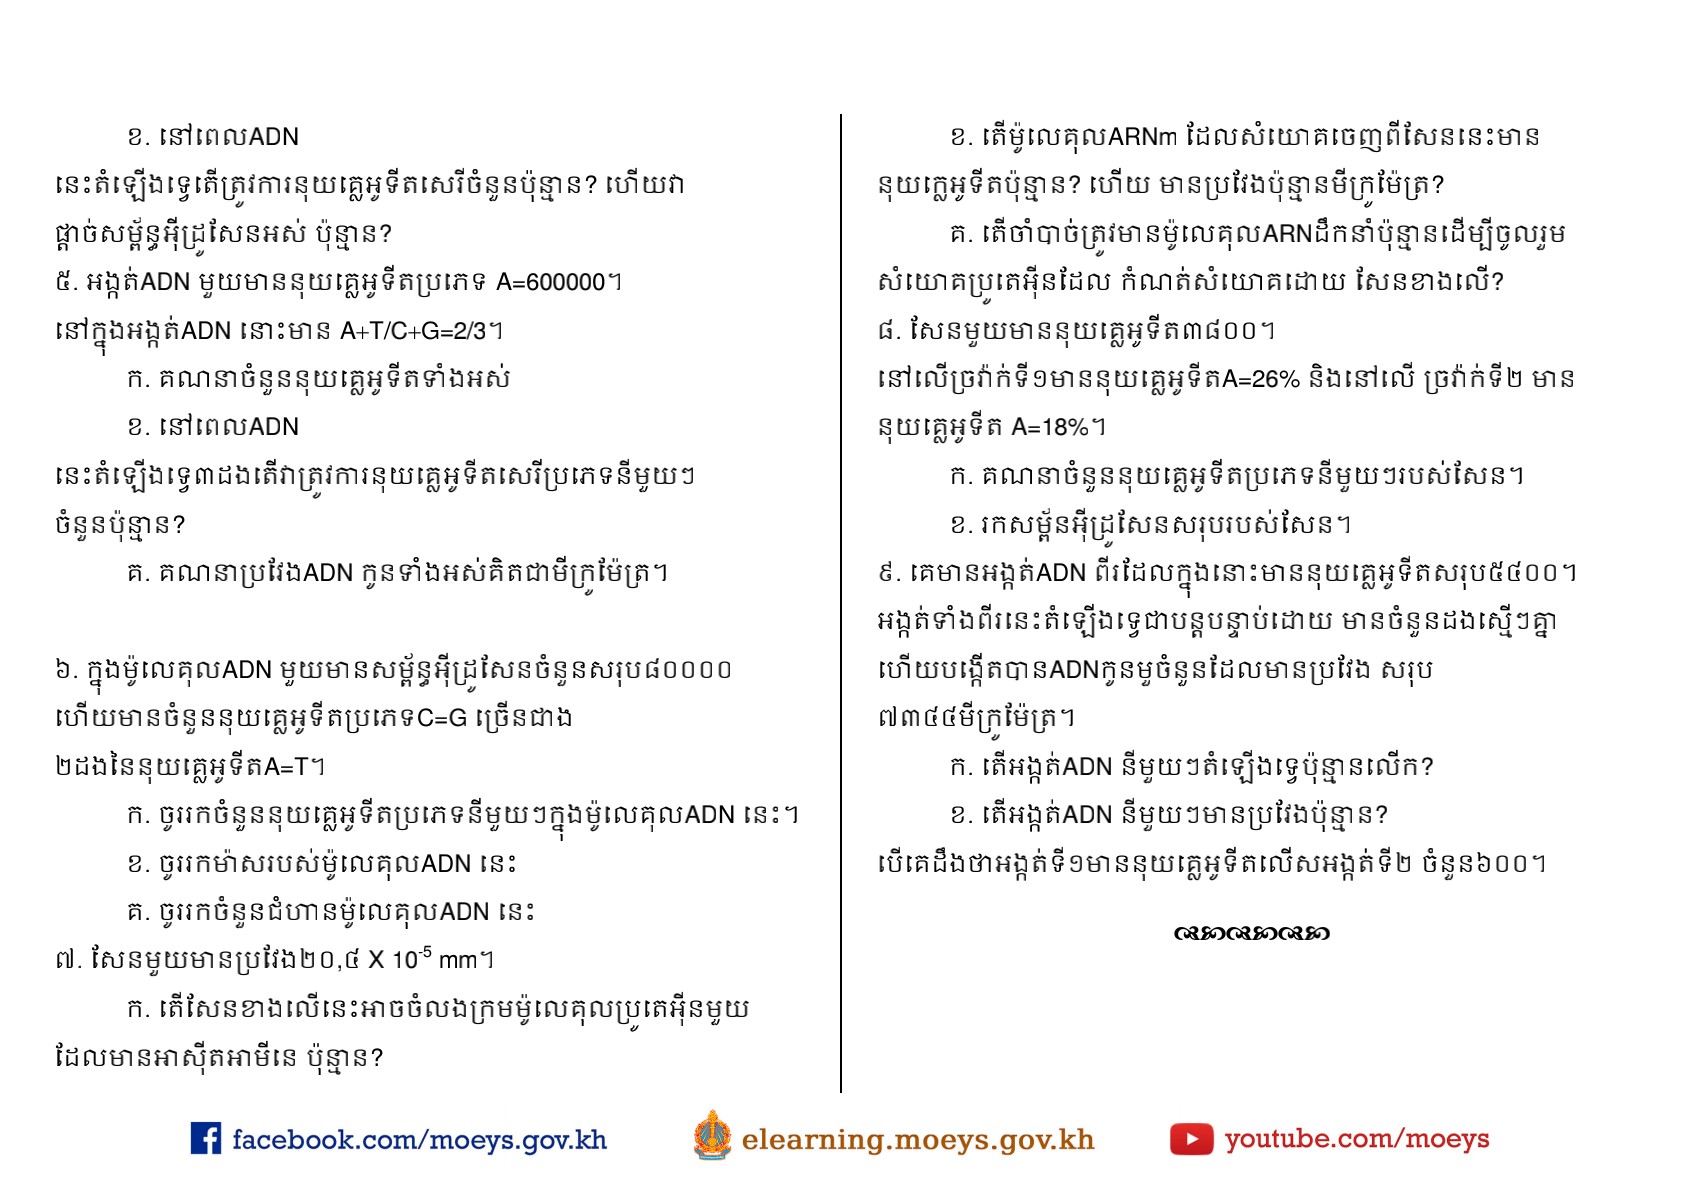 ខ. នៅពេលADN
នេះតំឡើងទ្វេតើត្រូវការនុយគ្លេអូទីតសេរីចំនួនប៉ុន្មាន? ហើយវា
ផ្ដាច់សម្ព័ន្ធអ៊ីដ្រូសែនអស់ ប៉ុន្មាន?
៥. អង្កត់ADN មួយមាននុយគ្លេអូទីតប្រភេទ A=600000។
នៅក្នុងអង្កត់ADN នោះមាន A+T/C+G=2/3។
ក. គណនាចំនួននុយគ្លេអូទីតទាំងអស់
ខ. នៅពេលADN
នេះតំឡើងទ្វេ៣ដងតើវាត្រូវការនុយគ្លេអូទីតសេរីប្រភេទនីមួយៗ
ចំនួនប៉ុន្មាន?
គ. គណនាប្រវែងADN កូនទាំងអស់គិតជាមីក្រូម៉ែត្រ។
៦. ក្នុងម៉ូលេគុលADN មួយមានសម្ព័ន្ធអ៊ីដ្រូសែនចំនួនសរុប៨០០០០
ហើយមានចំនួននុយគ្លេអូទីតប្រភេទC=G ច្រើនជាង
២ដងនៃនុយគ្លេអូទីតA=T។
ក. ចូររកចំនួននុយគ្លេអូទីតប្រភេទនីមួយៗក្នុងម៉ូលេគុលADN នេះ។
ខ. ចូររកម៉ាសរបស់ម៉ូលេគុលADN នេះ
គ. ចូររកចំនួនជំហានម៉ូលេគុលADN នេះ
៧. សែនមួយមានប្រវែង២០,៤ X 10⁻⁵ mm។
ក. តើសែនខាងលើនេះអាចចំលងក្រមម៉ូលេគុលប្រូតេអ៊ីនមួយ
ដែលមានអាស៊ីតអាមីនេ ប៉ុន្មាន?
ខ. តើម៉ូលេគុលARNm ដែលសំយោគចេញពីសែននេះមាន
នុយក្លេអូទីតប៉ុន្មាន? ហើយ មានប្រវែងប៉ុន្មានមីក្រូម៉ែត្រ?
គ. តើចាំបាច់ត្រូវមានម៉ូលេគុលARNដឹកនាំប៉ុន្មានដើម្បីចូលរួម
សំយោគប្រូតេអ៊ីនដែល កំណត់សំយោគដោយ សែនខាងលើ?
៨. សែនមួយមាននុយគ្លេអូទីត៣៨០០។
នៅលើច្រវ៉ាក់ទី១មាននុយគ្លេអូទីតA=26% និងនៅលើ ច្រវ៉ាក់ទី២ មាន
នុយគ្លេអូទីត A=18%។
ក. គណនាចំនួននុយគ្លេអូទីតប្រភេទនីមួយៗរបស់សែន។
ខ. រកសម្ព័នអ៊ីដ្រូសែនសរុបរបស់សែន។
៩. គេមានអង្កត់ADN ពីរដែលក្នុងនោះមាននុយគ្លេអូទីតសរុប៥៤០០។
អង្កត់ទាំងពីរនេះតំឡើងទ្វេជាបន្តបន្ទាប់ដោយ មានចំនួនដងស្មើៗគ្នា
ហើយបង្កើតបានADNកូនមួចំនួនដែលមានប្រវែង សរុប
៧៣៤៤មីក្រូម៉ែត្រ។
ក. តើអង្កត់ADN នីមួយៗតំឡើងទ្វេប៉ុន្មានលើក?
ខ. តើអង្កត់ADN នីមួយៗមានប្រវែងប៉ុន្មាន?
បើគេដឹងថាអង្កត់ទី១មាននុយគ្លេអូទីតលើសអង្កត់ទី២ ចំនួន៦០០។
facebook.com/moeys.gov.kh
elearning.moeys.gov.kh
youtube.com/moeys